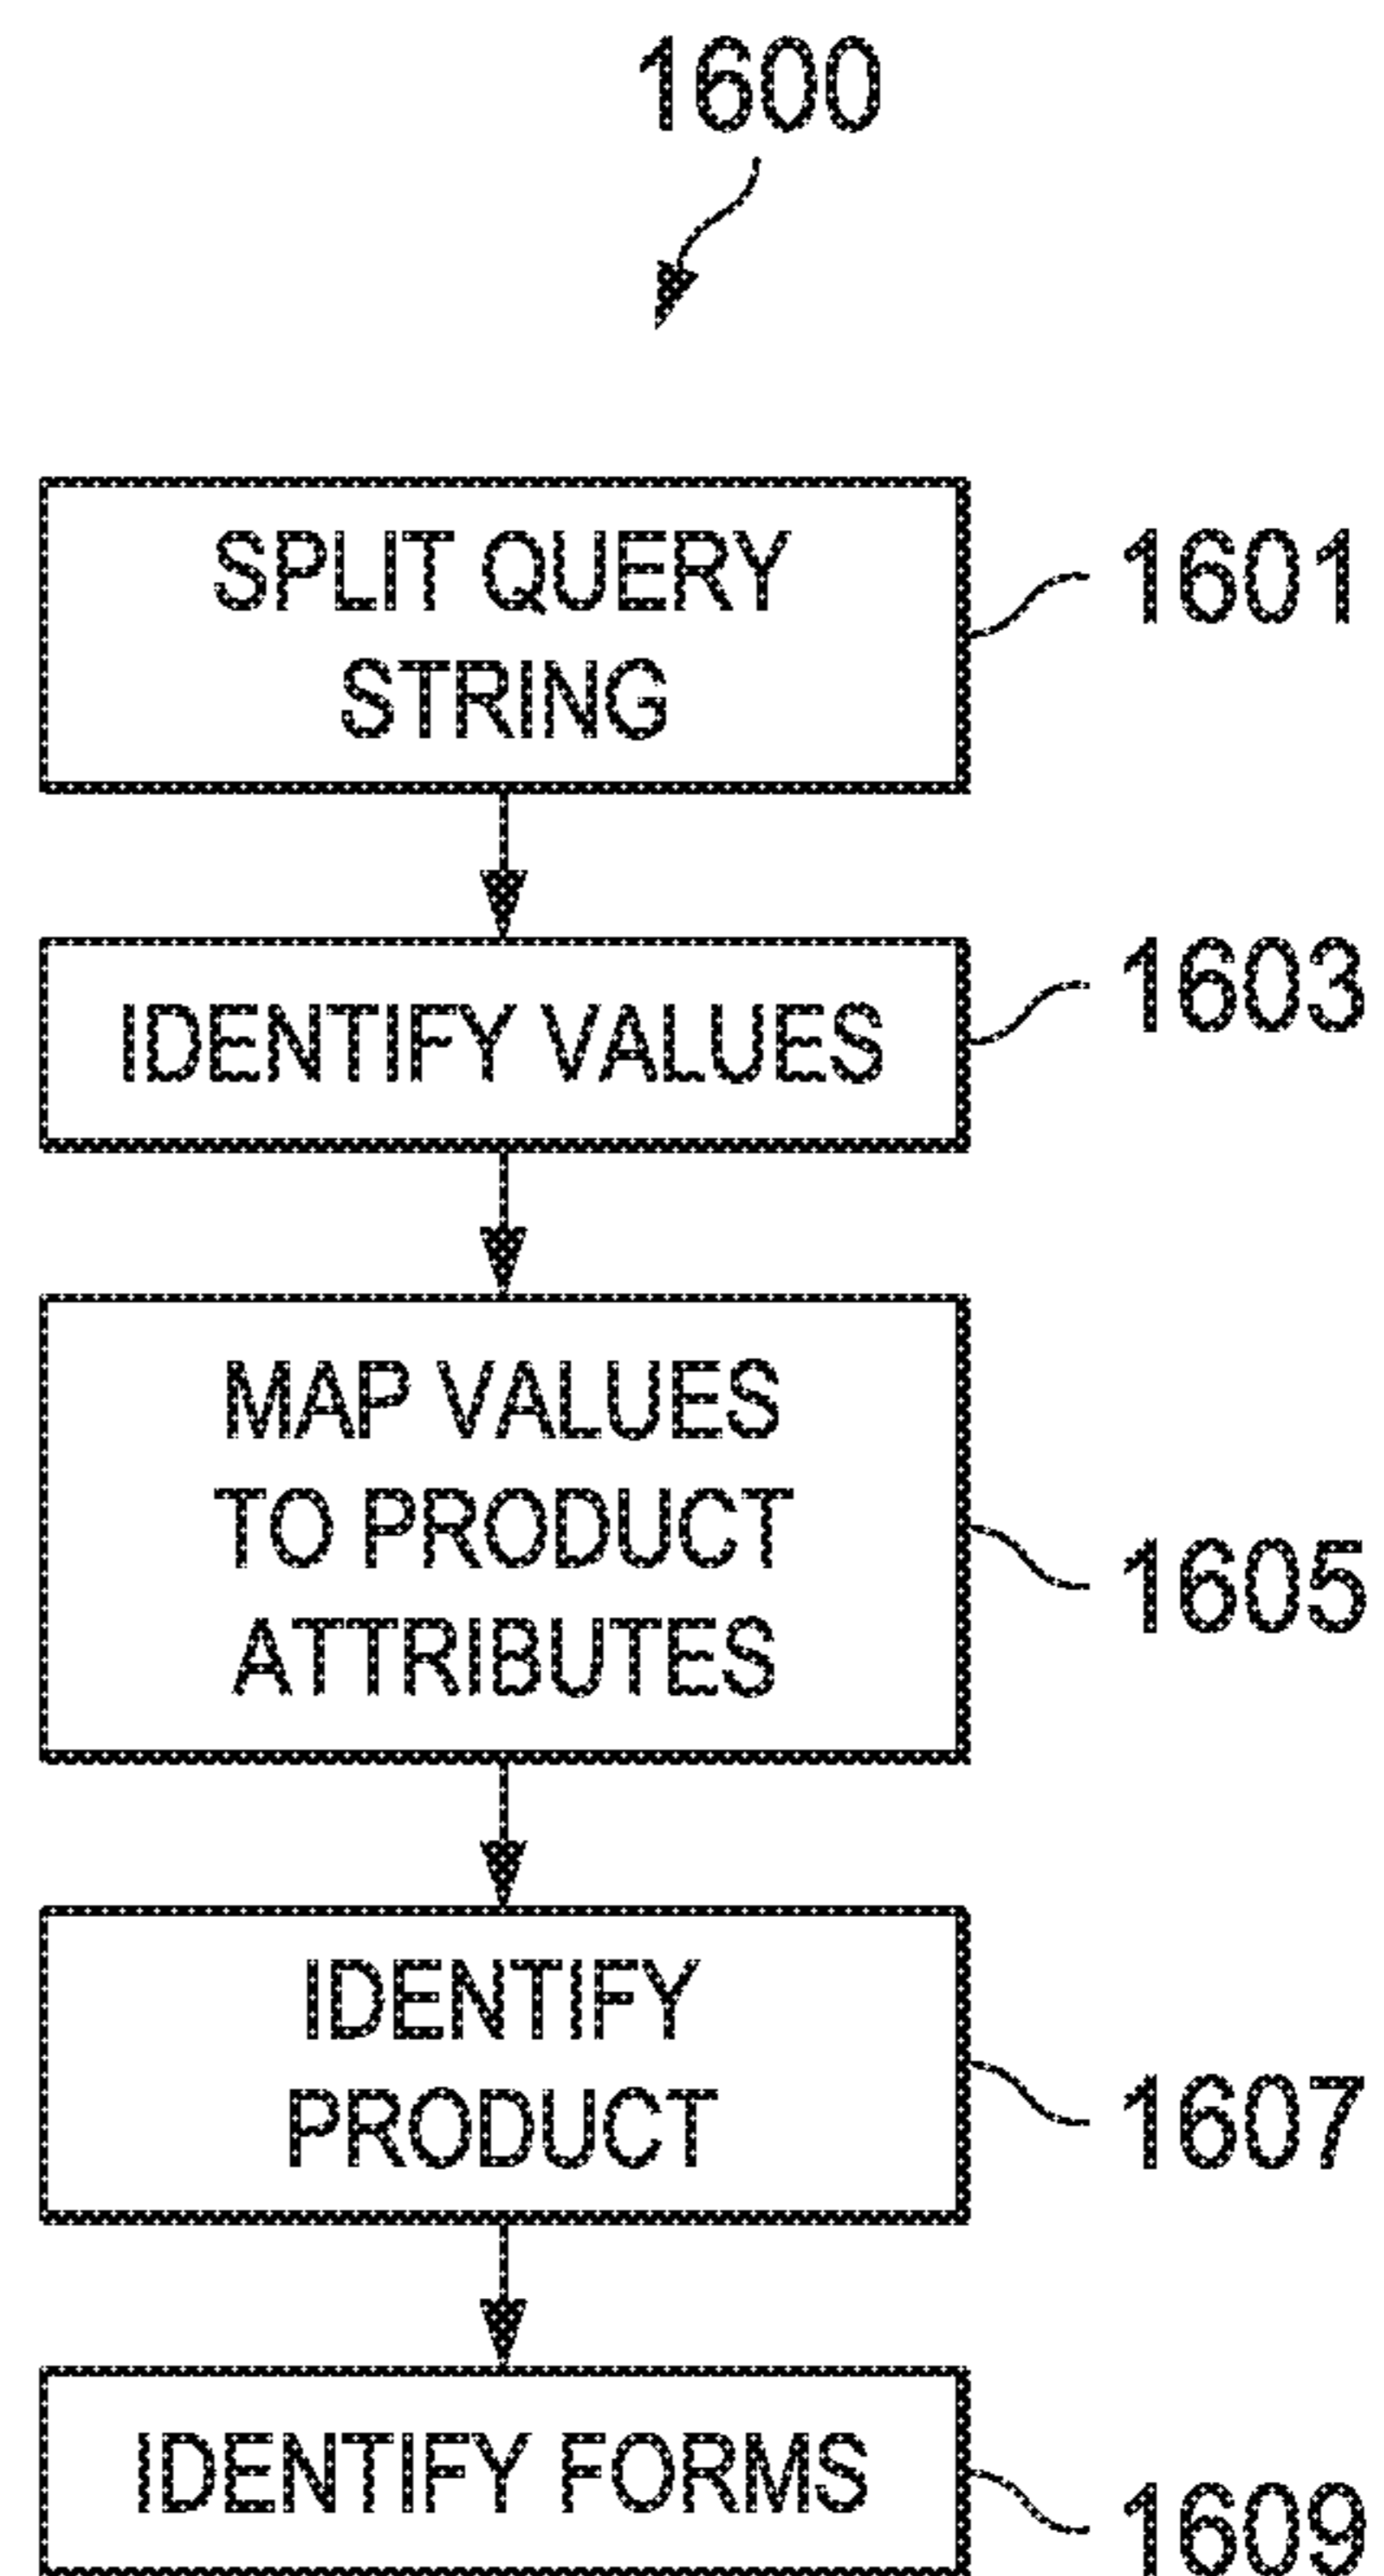 1600
SPLIT QUERY
STRING
1601
IDENTIFY VALUES
1603
MAP VALUES
TO PRODUCT
ATTRIBUTES
1605
IDENTIFY
PRODUCT
1607
IDENTIFY FORMS
1609